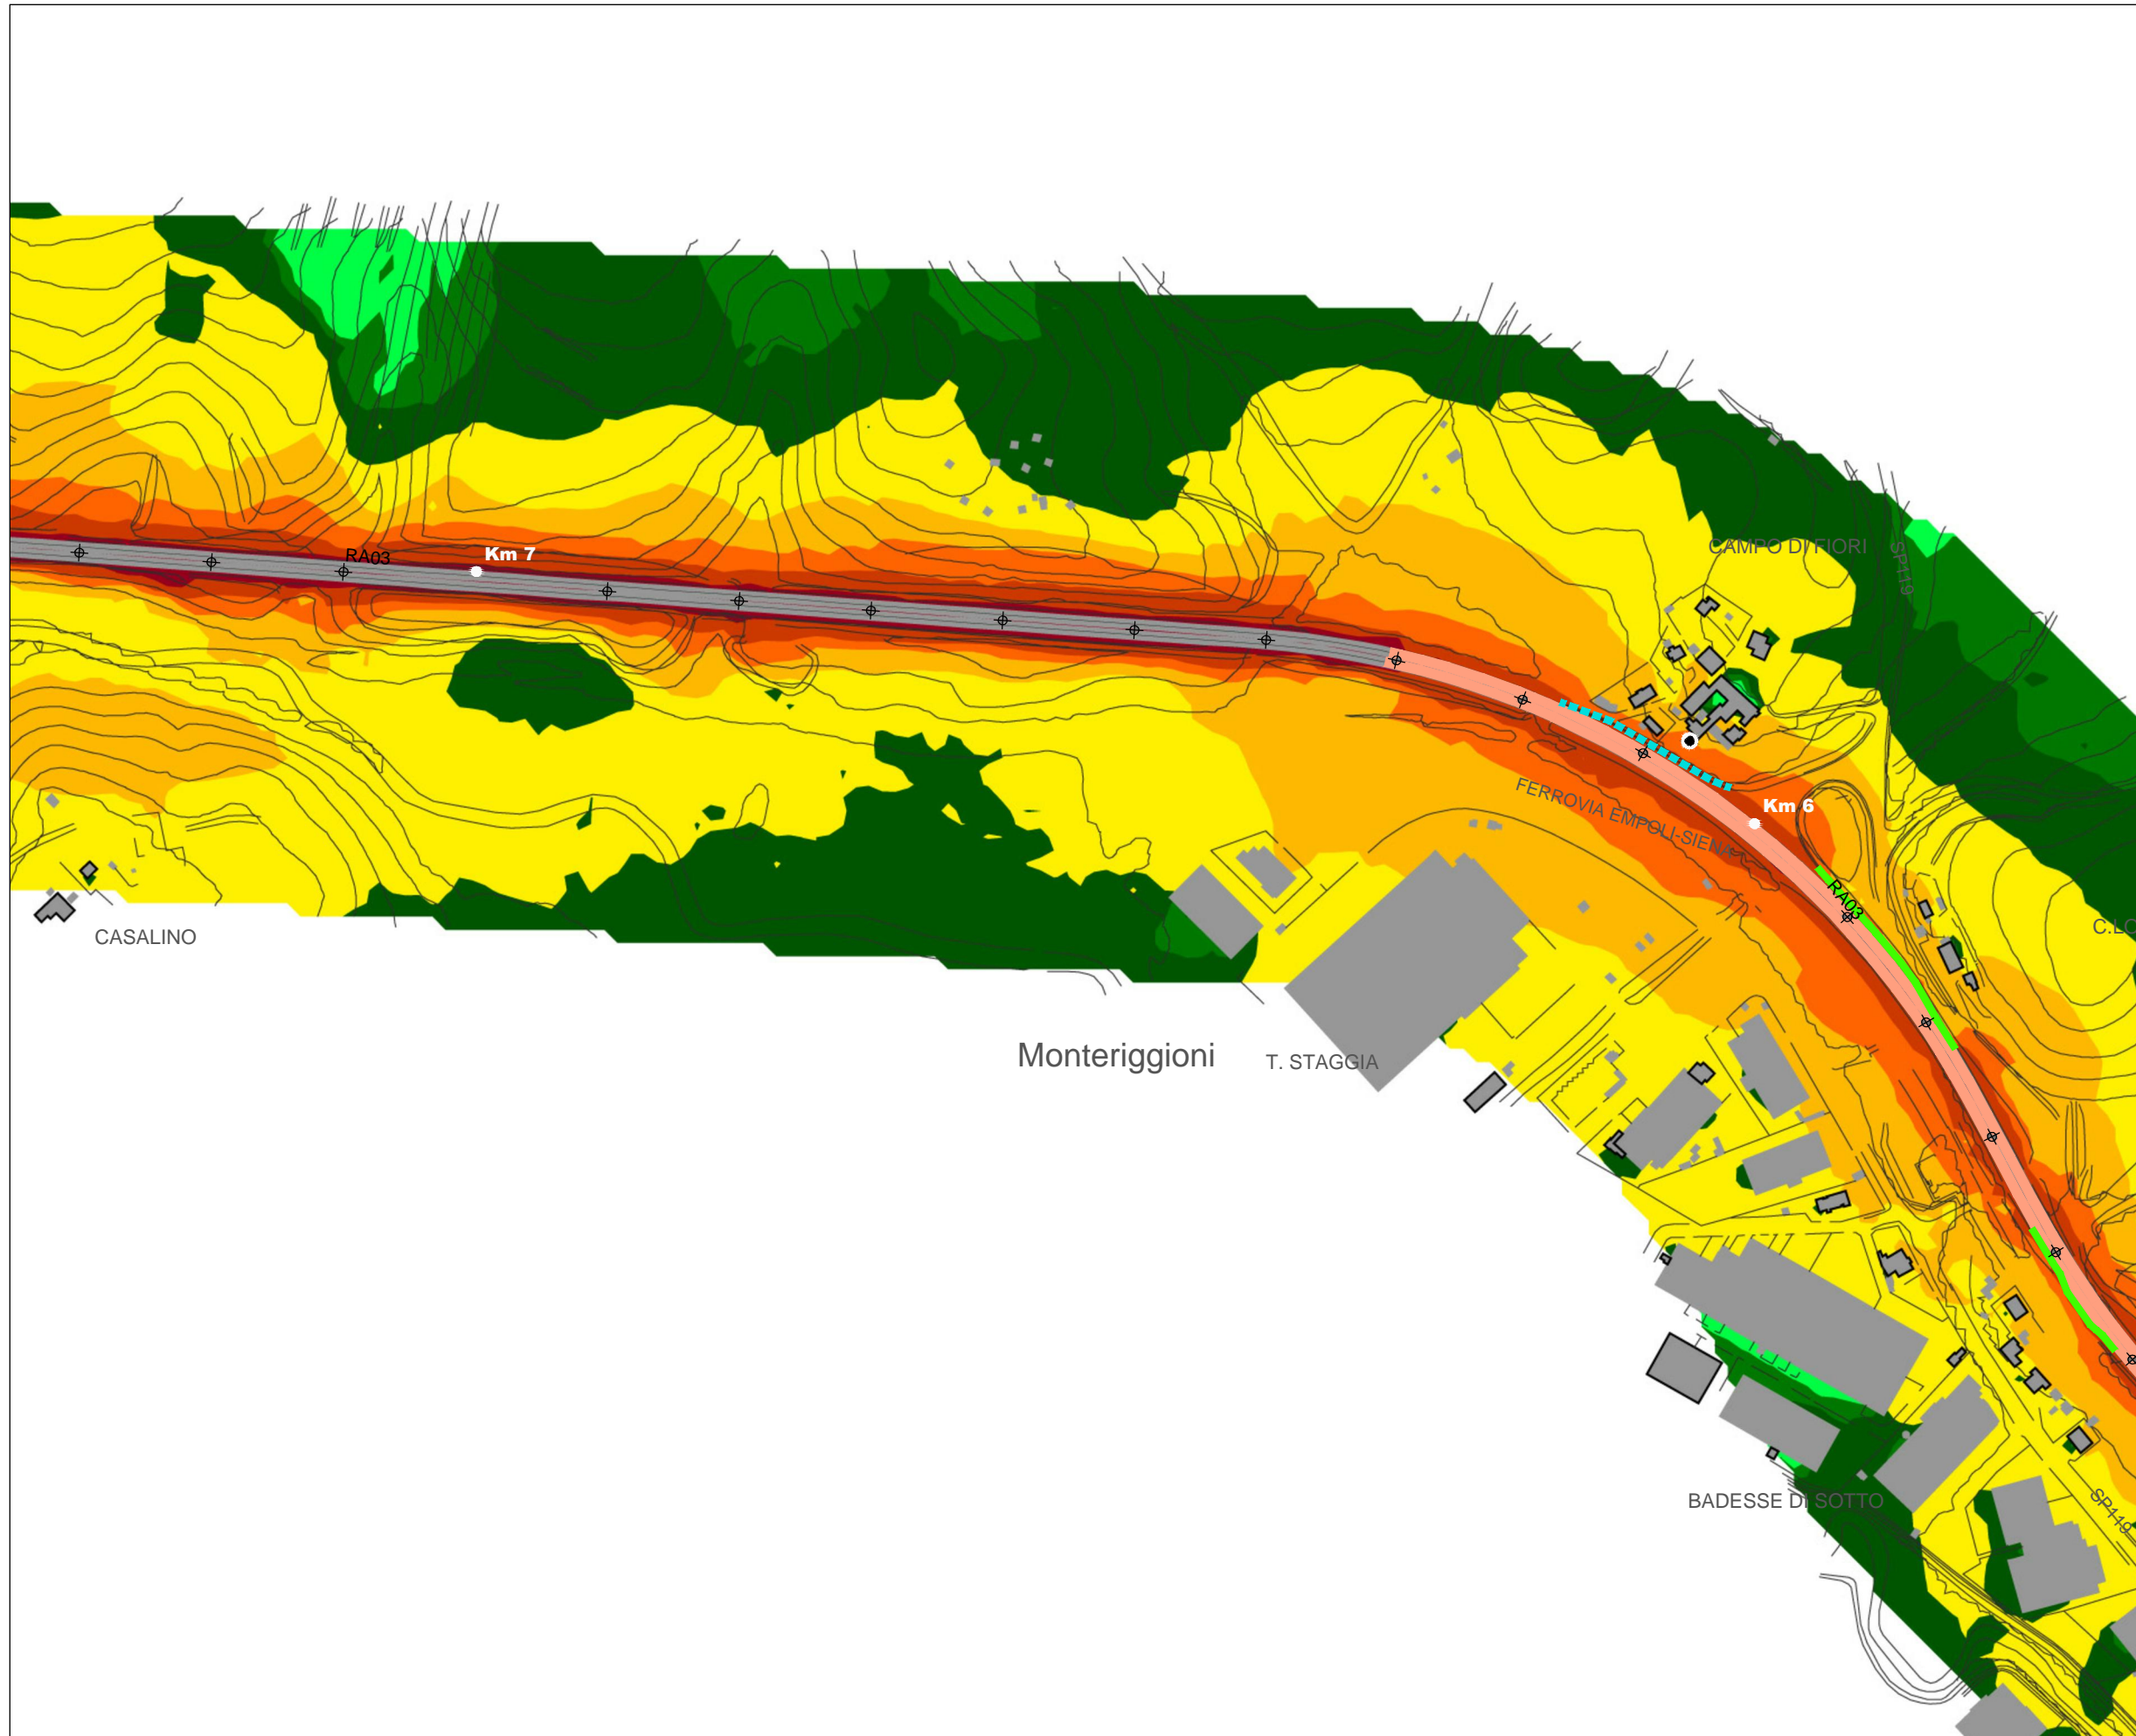 RA03
Km 7
CAMPO DI FIORI
SP119
FERROVIA EMPOLI-SIENA
Km 6
RA03
CASALINO
C.LO
Monteriggioni
T. STAGGIA
BADESSE DI SOTTO
SP119